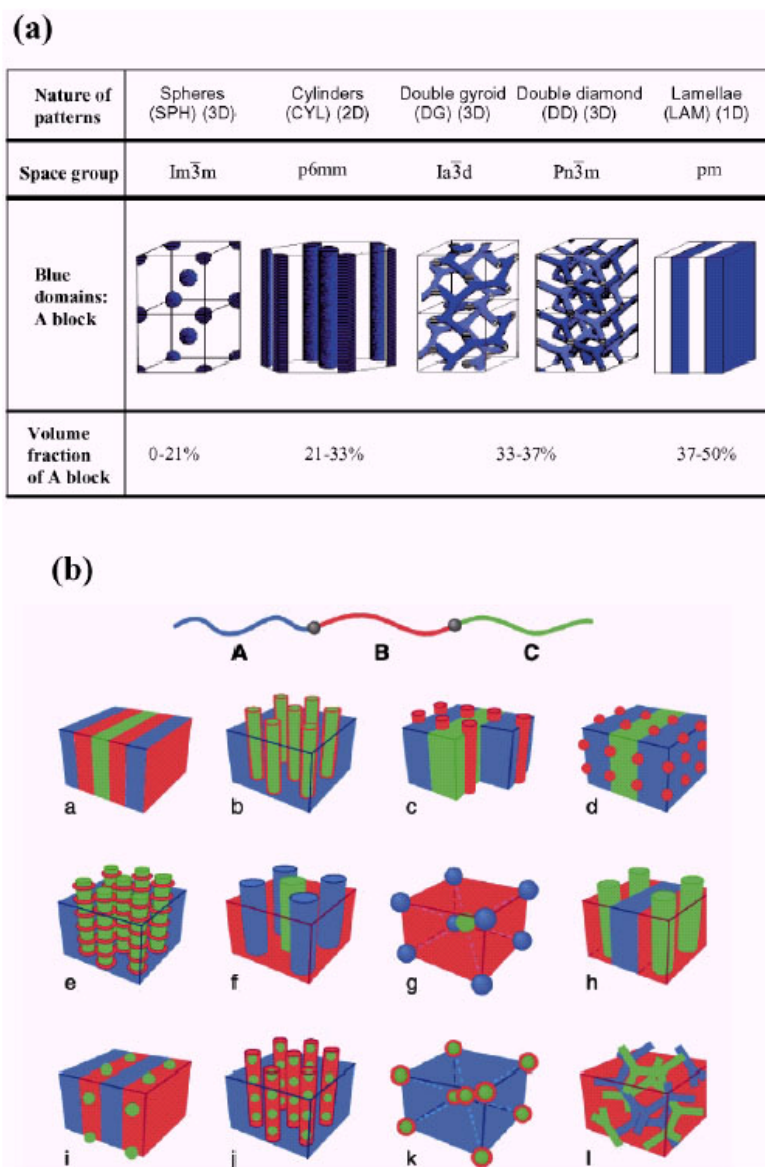 (a)
Nature of patterns Spheres (SPH) (3D) Cylinders (CYL) (2D) Double gyroid (DG) (3D) Double diamond (DD) (3D) Lamellae (LAM) (1D)
Space group Im3̅m p6mm Ia3̅d Pn3̅m pm
Blue domains: A block
Volume fraction of A block 0-21% 21-33% 33-37% 37-50%
(b)
A B C
a b c d
e f g h
i j k l